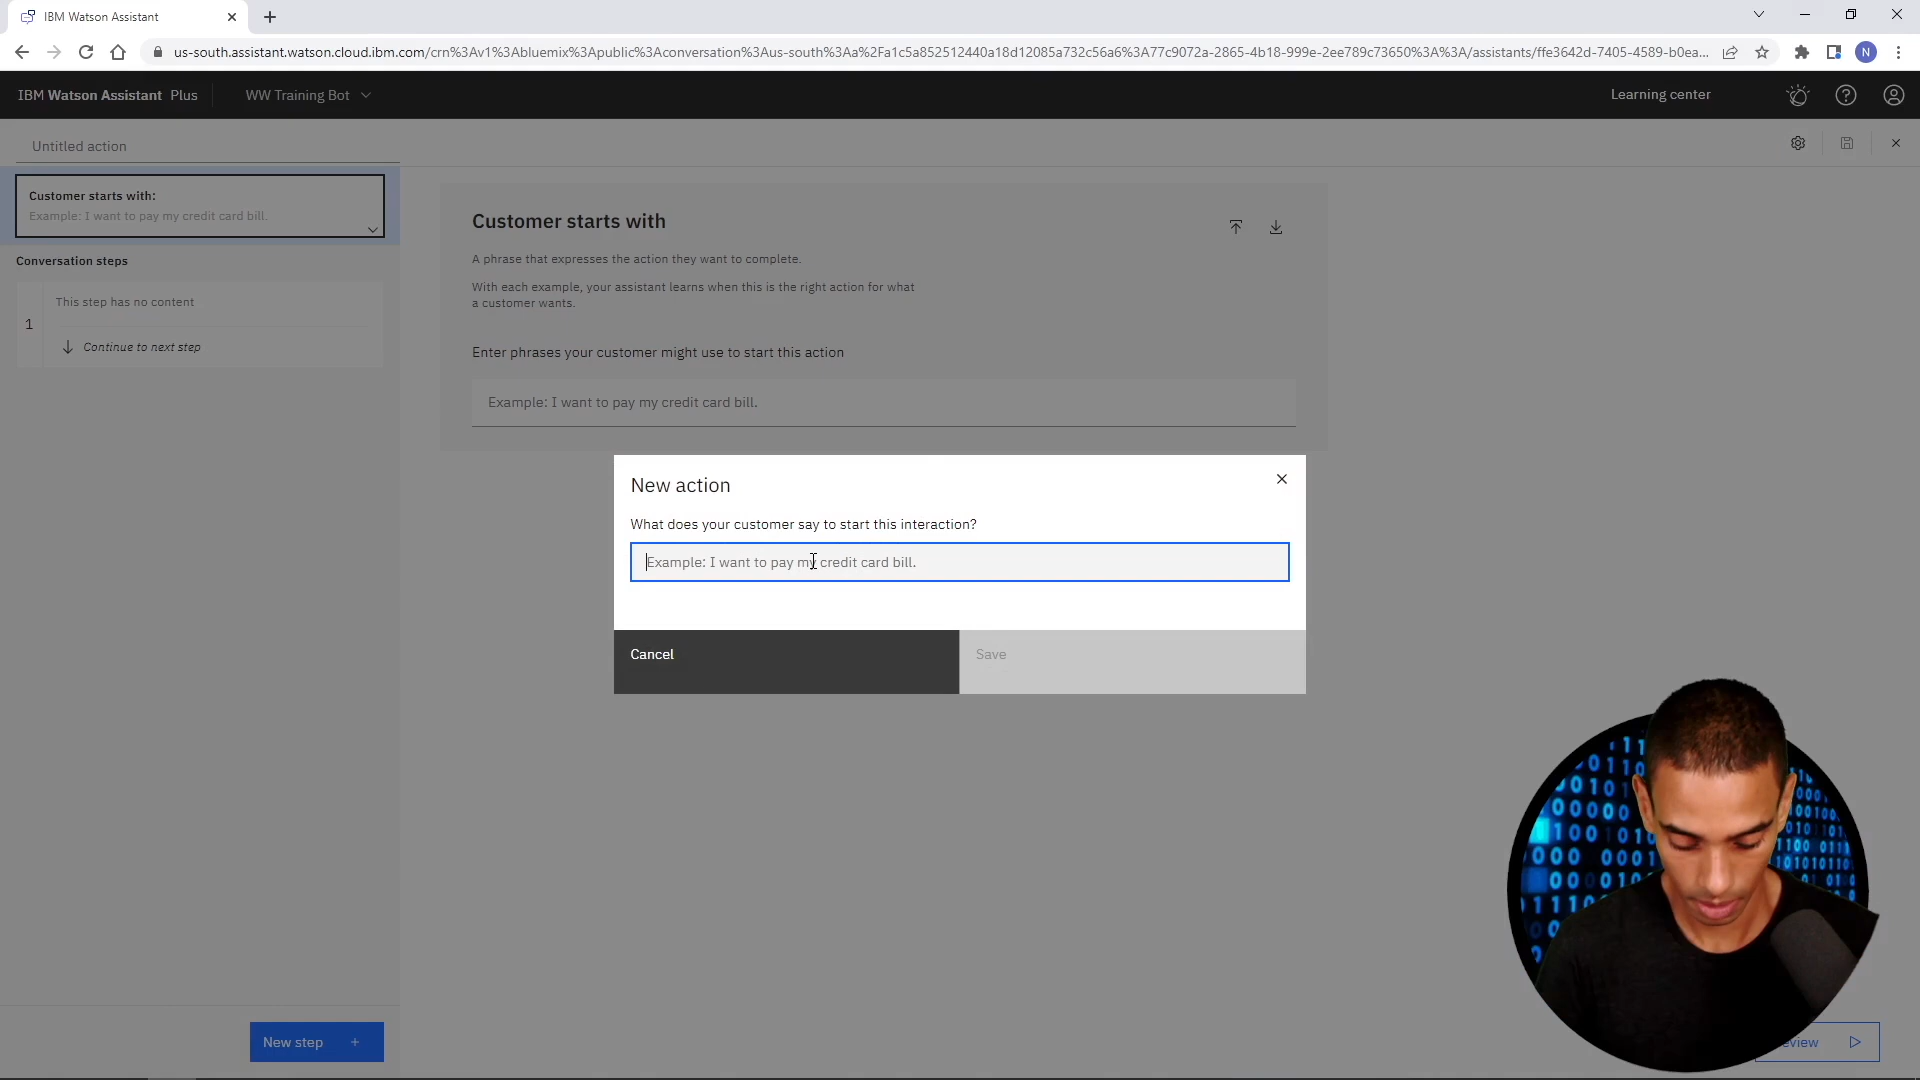 IBM Watson Assistant
us-south.assistant.watson.cloud.ibm.com/crn%3Av1%3Abluemix%3Apublic%3Aconversation%3Aus-south%3Aa%2Fa1c5a852512440a18d12085a732c56a6%3A77c9072a-2865-4b18-999e-2ee789c73650%3A%3A/assistants/ffe3642d-7405-4589-b0ea...
N
IBM Watson Assistant Plus
WW Training Bot
Learning center
Untitled action
Customer starts with:
Example: I want to pay my credit card bill.
Conversation steps
1
This step has no content
Continue to next step
Customer starts with
A phrase that expresses the action they want to complete.
With each example, your assistant learns when this is the right action for what
a customer wants.
Enter phrases your customer might use to start this action
Example: I want to pay my credit card bill.
New action
What does your customer say to start this interaction?
Example: I want to pay my credit card bill.
Cancel
Save
New step +